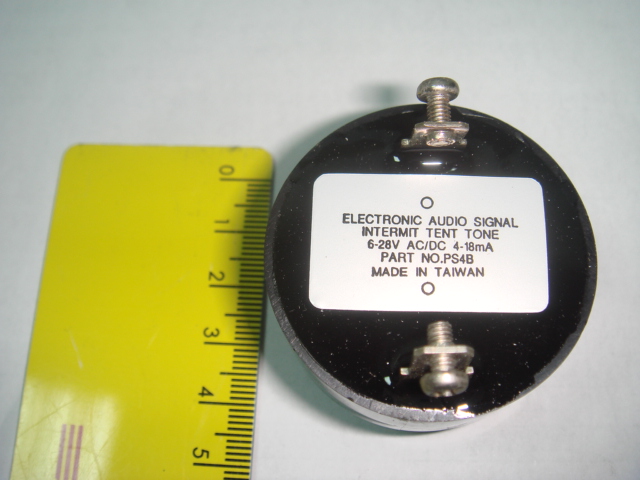 0
1
2
3
4
5
ELECTRONIC AUDIO SIGNAL
INTERMIT TENT TONE
6-28V AC/DC 4-18mA
PART NO.PS4B
MADE IN TAIWAN